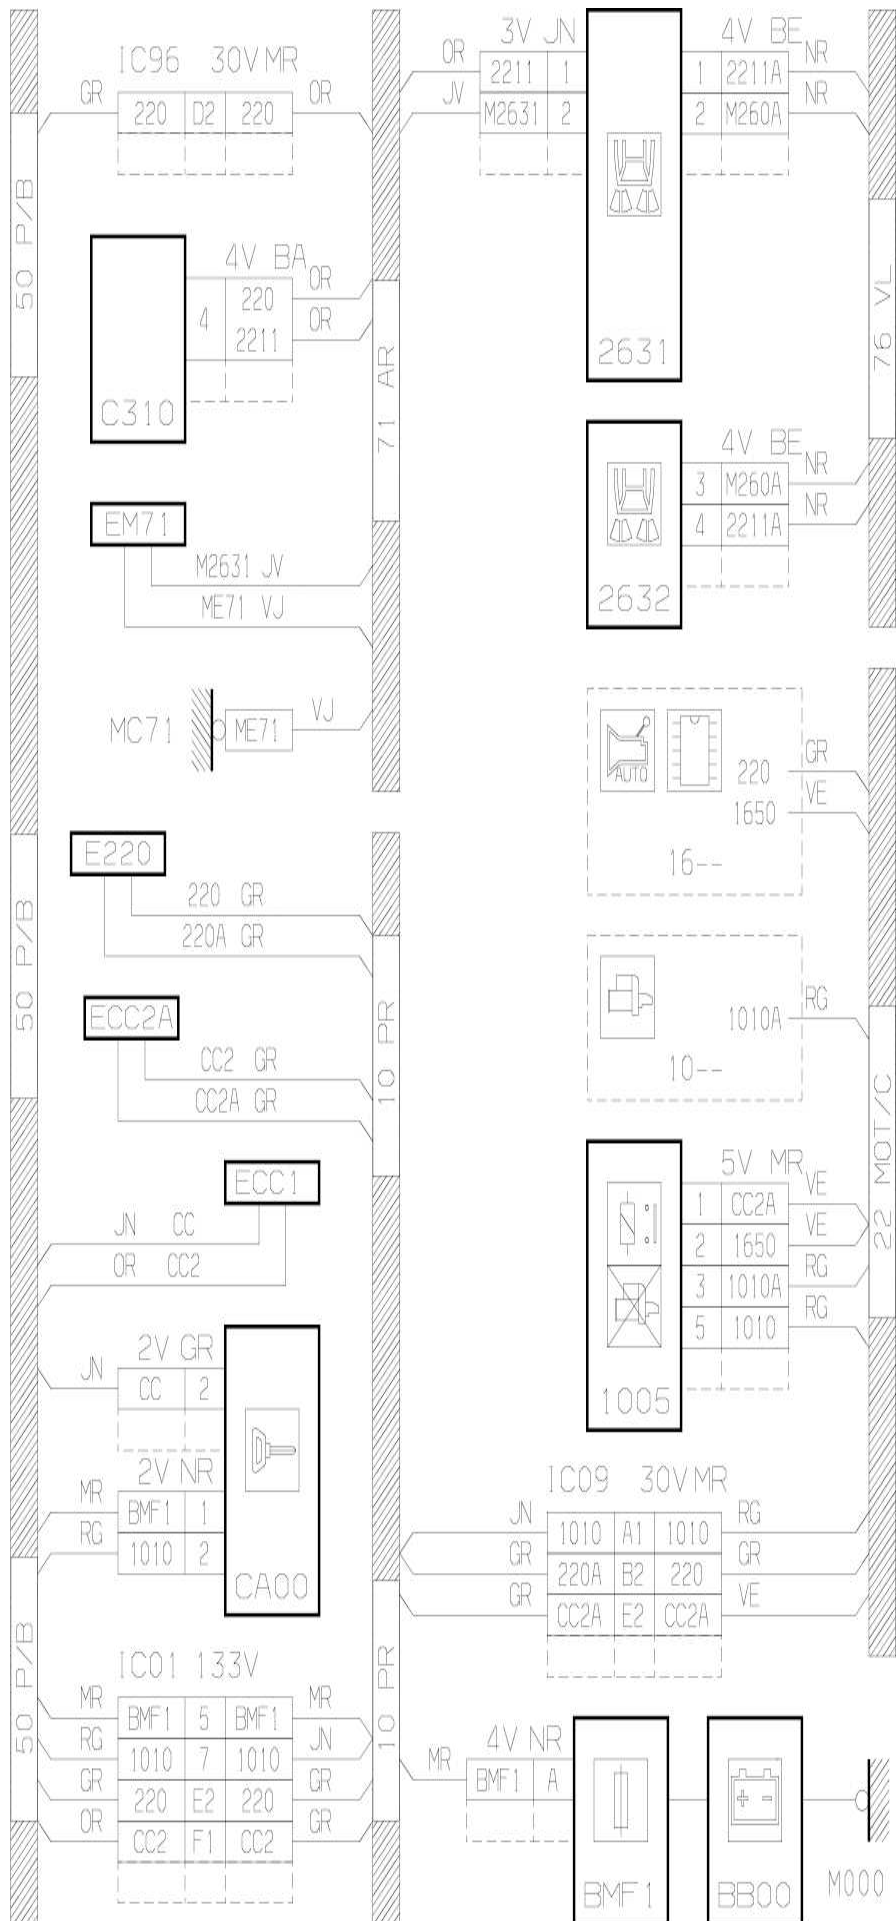 IC96 30V MR
GR 220 D2 220 OR
50 P/B
4V BA
C310
4
220 OR
2211 OR
71 AR
EM71
M2631 JV
ME71 VJ
MC71
ME71 VJ
E220
220 GR
220A GR
50 P/B
ECC2A
CC2 GR
CC2A GR
10 PR
ECC1
JN CC
OR CC2
2V GR
JN CC 2
2V NR
MR BMF1 1
RG 1010 2
CA00
50 P/B
IC01 133V
MR BMF1 5 BMF1 MR
RG 1010 7 1010 JN
GR 220 E2 220 GR
OR CC2 F1 CC2 GR
10 PR
3V JN
OR 2211 1
JV M2631 2
2631
4V BE
1 2211A NR
2 M260A NR
76 VL
4V BE
3 M260A NR
4 2211A NR
2632
AUTO
220 GR
1650 VE
16--
1010A RG
10--
22 MOT/C
5V MR
1 CC2A VE
2 1650 VE
3 1010A RG
5 1010 RG
1005
IC09 30V MR
JN 1010 A1 1010 RG
GR 220A B2 220 GR
GR CC2A E2 CC2A VE
4V NR
MR BMF1 A
BMF1
+ -
BB00
M000